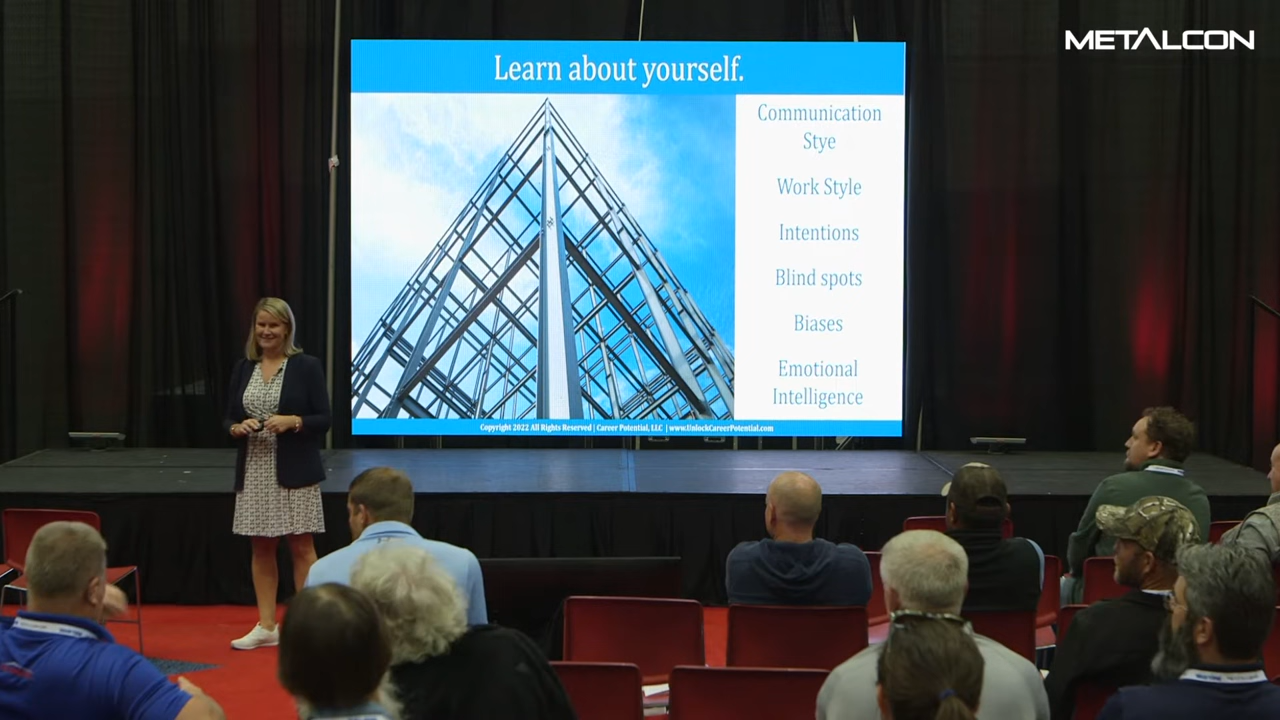 METALCON
Learn about yourself.
Communication
Stye
Work Style
Intentions
Blind spots
Biases
Emotional
Intelligence
Copyright 2022 All Rights Reserved | Career Potential, LLC | www.UnlockCareerPotential.com